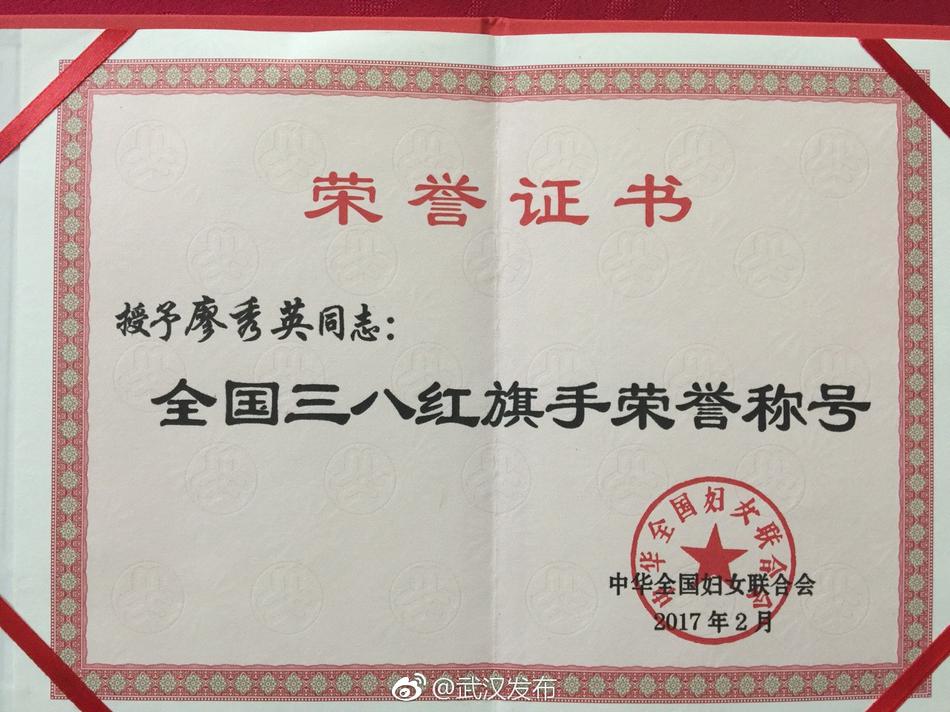 荣誉证书
授予廖秀英同志：
全国三八红旗手荣誉称号
中华全国妇女联合会
中华全国妇女联合会
2017年2月
@武汉发布